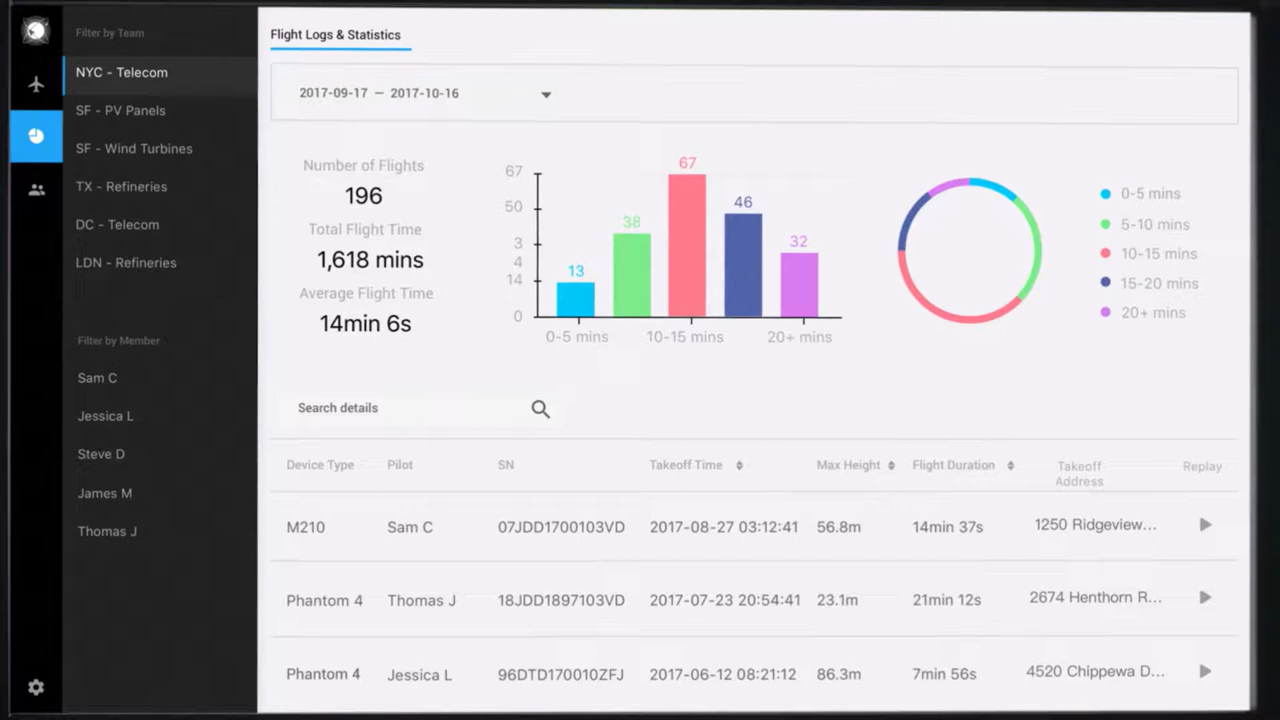 Filter by Team
NYC - Telecom
SF - PV Panels
SF - Wind Turbines
TX - Refineries
DC - Telecom
LDN - Refineries
Filter by Member
Sam C
Jessica L
Steve D
James M
Thomas J
Flight Logs & Statistics
2017-09-17 — 2017-10-16
Number of Flights
196
Total Flight Time
1,618 mins
Average Flight Time
14min 6s
67
50
3
4
14
0
13
38
67
46
32
0-5 mins 10-15 mins 20+ mins
0-5 mins
5-10 mins
10-15 mins
15-20 mins
20+ mins
Search details
Device Type Pilot SN Takeoff Time Max Height Flight Duration Takeoff Address Replay
M210 Sam C 07JDD1700103VD 2017-08-27 03:12:41 56.8m 14min 37s 1250 Ridgeview...
Phantom 4 Thomas J 18JDD1897103VD 2017-07-23 20:54:41 23.1m 21min 12s 2674 Henthorn R...
Phantom 4 Jessica L 96DTD170010ZFJ 2017-06-12 08:21:12 86.3m 7min 56s 4520 Chippewa D...